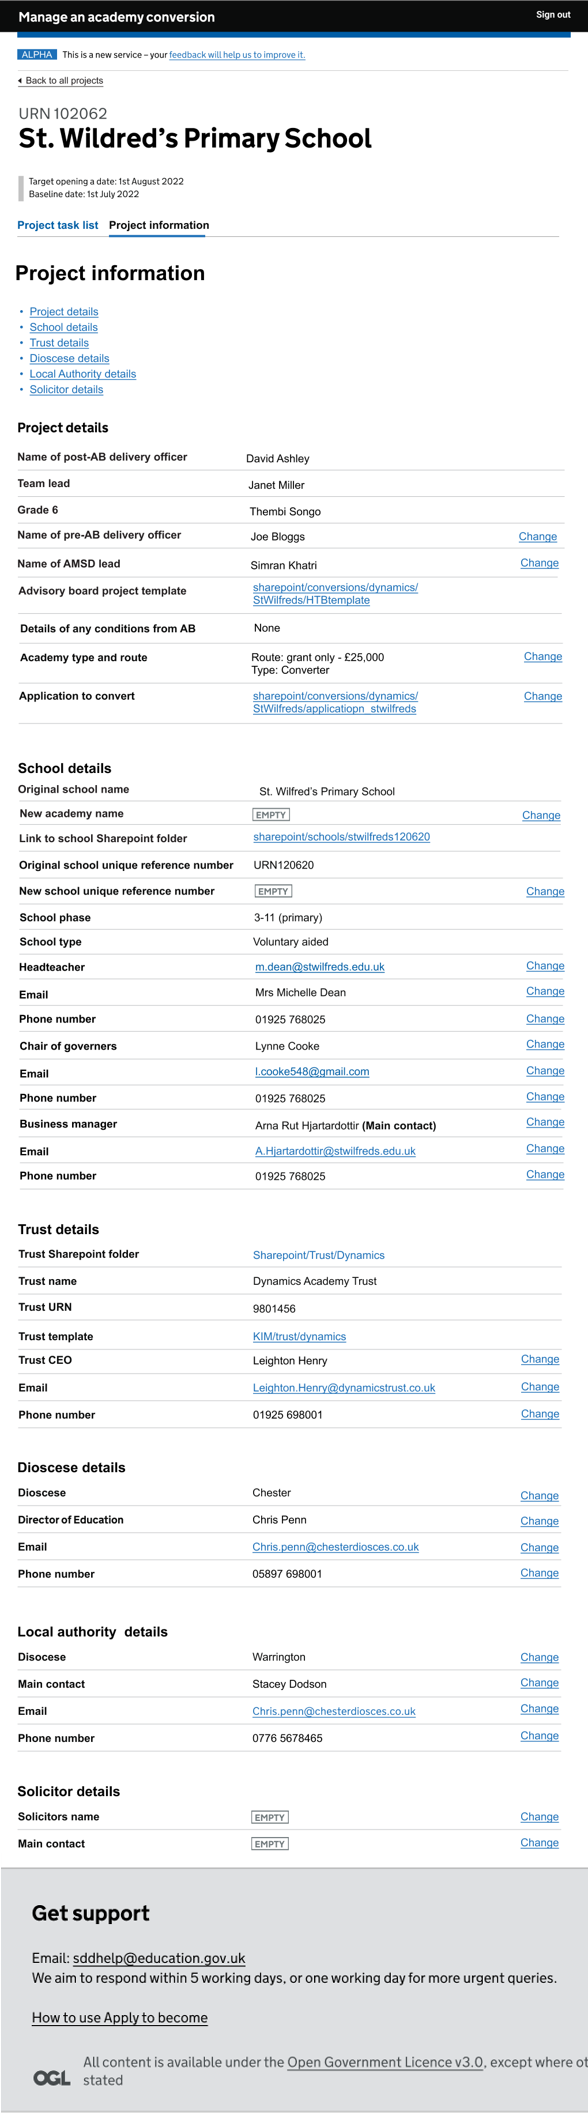 Manage an academy conversion Sign out
ALPHA This is a new service – your feedback will help us to improve it.
Back to all projects
URN 102062
St. Wildred's Primary School
Target opening a date: 1st August 2022
Baseline date: 1st July 2022
Project task list Project information
Project information
• Project details
• School details
• Trust details
• Dioscese details
• Local Authority details
• Solicitor details
Project details
Name of post-AB delivery officer David Ashley
Team lead Janet Miller
Grade 6 Thembi Songo
Name of pre-AB delivery officer Joe Bloggs Change
Name of AMSD lead Simran Khatri Change
Advisory board project template sharepoint/conversions/dynamics/
StWilfreds/HTBtemplate
Details of any conditions from AB None
Academy type and route Route: grant only - £25,000 Change
Type: Converter
Application to convert sharepoint/conversions/dynamics/ Change
StWilfreds/applicatiopn_stwilfreds
School details
Original school name St. Wilfred's Primary School
New academy name EMPTY Change
Link to school Sharepoint folder sharepoint/schools/stwilfreds120620
Original school unique reference number URN120620
New school unique reference number EMPTY Change
School phase 3-11 (primary)
School type Voluntary aided
Headteacher m.dean@stwilfreds.edu.uk Change
Email Mrs Michelle Dean Change
Phone number 01925 768025 Change
Chair of governers Lynne Cooke Change
Email l.cooke548@gmail.com Change
Phone number 01925 768025 Change
Business manager Arna Rut Hjartardottir (Main contact) Change
Email A.Hjartardottir@stwilfreds.edu.uk Change
Phone number 01925 768025 Change
Trust details
Trust Sharepoint folder Sharepoint/Trust/Dynamics
Trust name Dynamics Academy Trust
Trust URN 9801456
Trust template KIM/trust/dynamics
Trust CEO Leighton Henry Change
Email Leighton.Henry@dynamicstrust.co.uk Change
Phone number 01925 698001 Change
Dioscese details
Dioscese Chester Change
Director of Education Chris Penn Change
Email Chris.penn@chesterdiosces.co.uk Change
Phone number 05897 698001 Change
Local authority details
Disocese Warrington Change
Main contact Stacey Dodson Change
Email Chris.penn@chesterdiosces.co.uk Change
Phone number 0776 5678465 Change
Solicitor details
Solicitors name EMPTY Change
Main contact EMPTY Change
Get support
Email: sddhelp@education.gov.uk
We aim to respond within 5 working days, or one working day for more urgent queries.
How to use Apply to become
All content is available under the Open Government Licence v3.0, except where ot
OGL stated